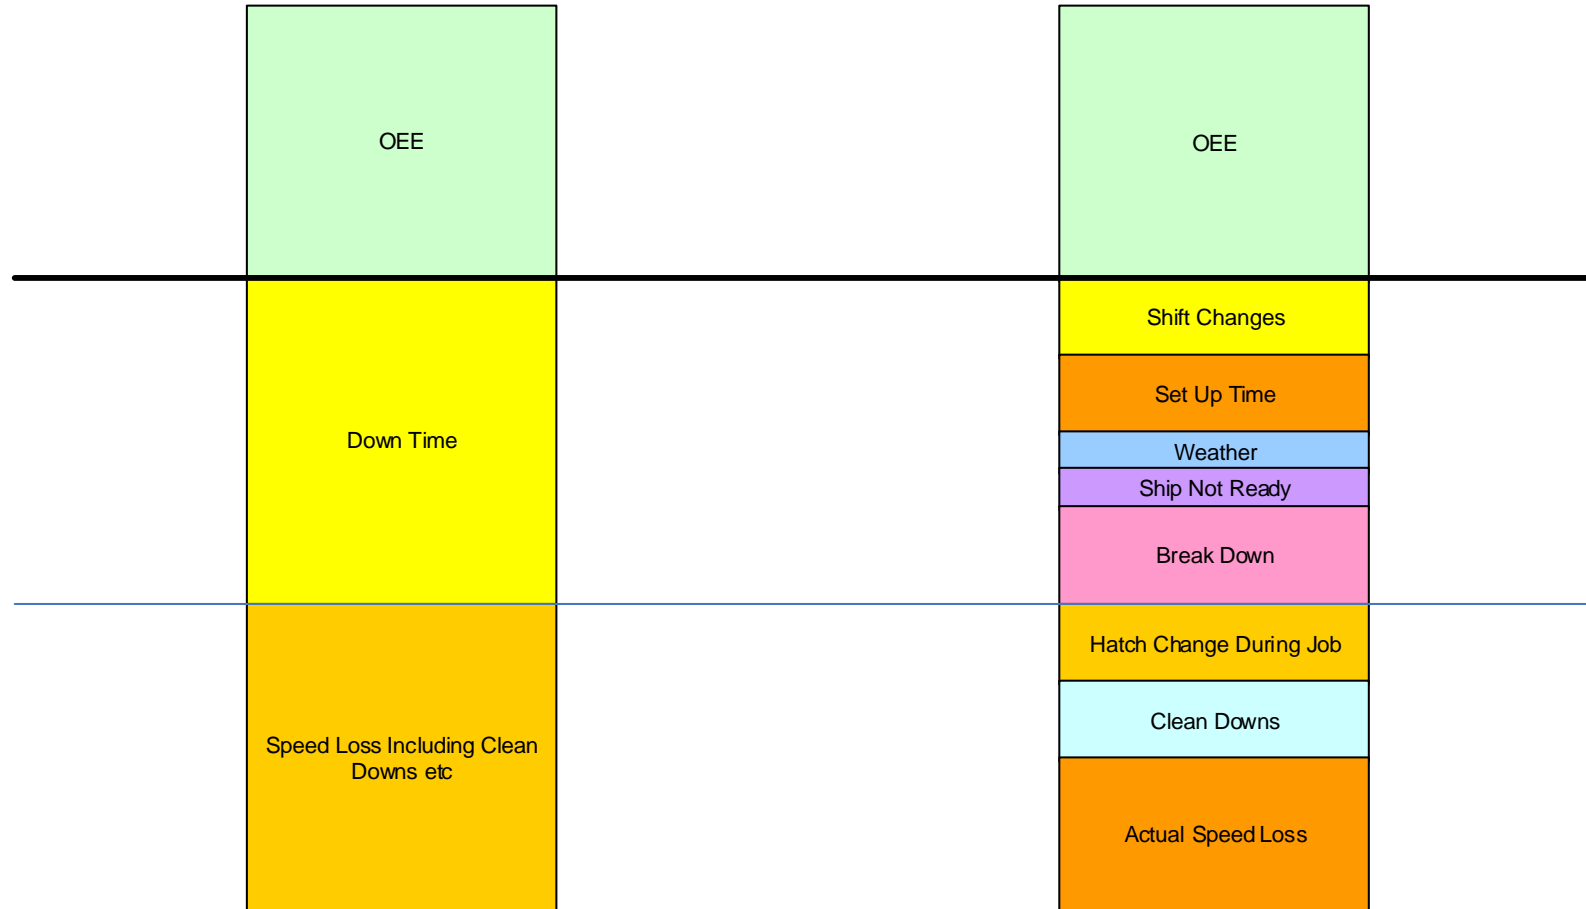 OEE
Down Time
Speed Loss Including Clean
Downs etc
OEE
Shift Changes
Set Up Time
Weather
Ship Not Ready
Break Down
Hatch Change During Job
Clean Downs
Actual Speed Loss